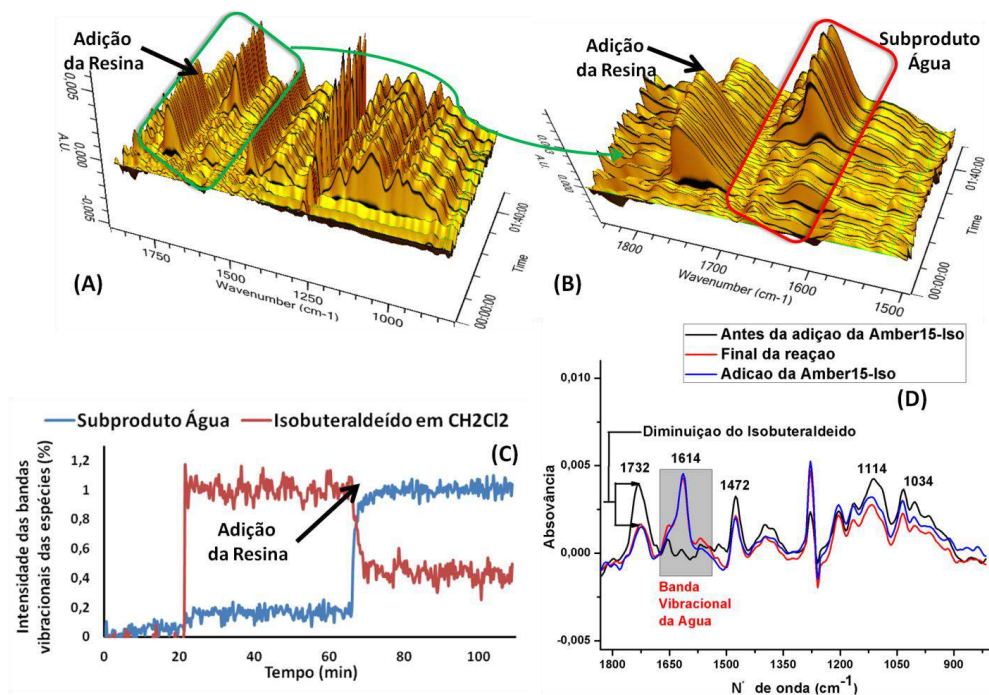 Adição
da Resina
0,005
0,000
-0,005
A.U.
1750
1500
1250
1000
Wavenumber (cm-1)
00:00:00
Time
01:40:00
(A)
Adição
da Resina
Subproduto
Água
0,003
0,000
A.U.
1800
1700
1600
1500
Wavenumber (cm-1)
00:00:00
Time
01:40:00
(B)
Subproduto Água
Isobuteraldeído em CH2Cl2
(C)
Intensidade das bandas
vibracionais das espécies (%)
1,2
1
0,8
0,6
0,4
0,2
0
Adição
da Resina
0
20
40
60
80
100
Tempo (min)
Antes da adiçao da Amber15-Iso
Final da reaçao
Adicao da Amber15-Iso
(D)
Absovância
0,010
0,005
0,000
-0,005
Diminuiçao do Isobuteraldeido
1732
1614
1472
1114
1034
Banda
Vibracional
da Agua
1800
1650
1500
1350
1200
1050
900
N´ de onda (cm-1)